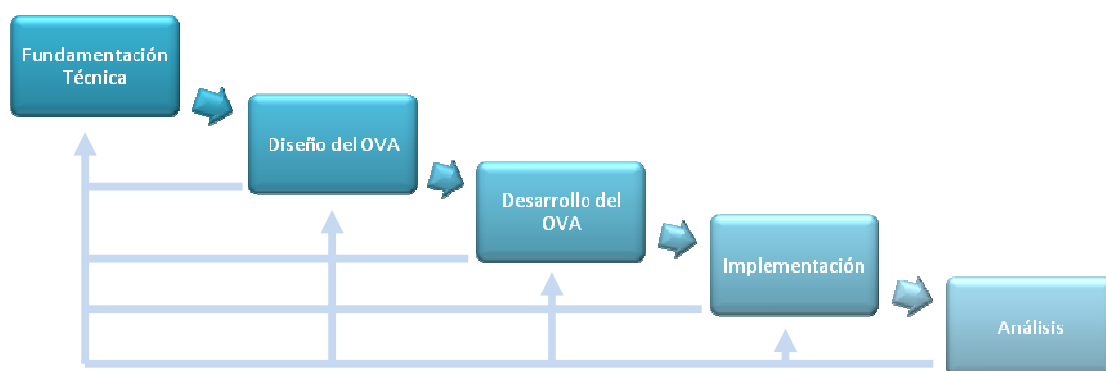 Fundamentación
Técnica
Diseño del OVA
Desarrollo del
OVA
Implementación
Análisis